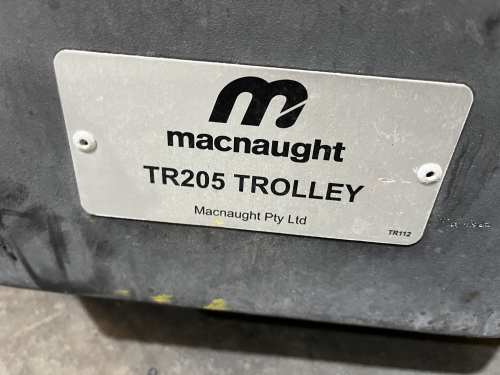 m
macnaught
TR205 TROLLEY
Macnaught Pty Ltd
TR112